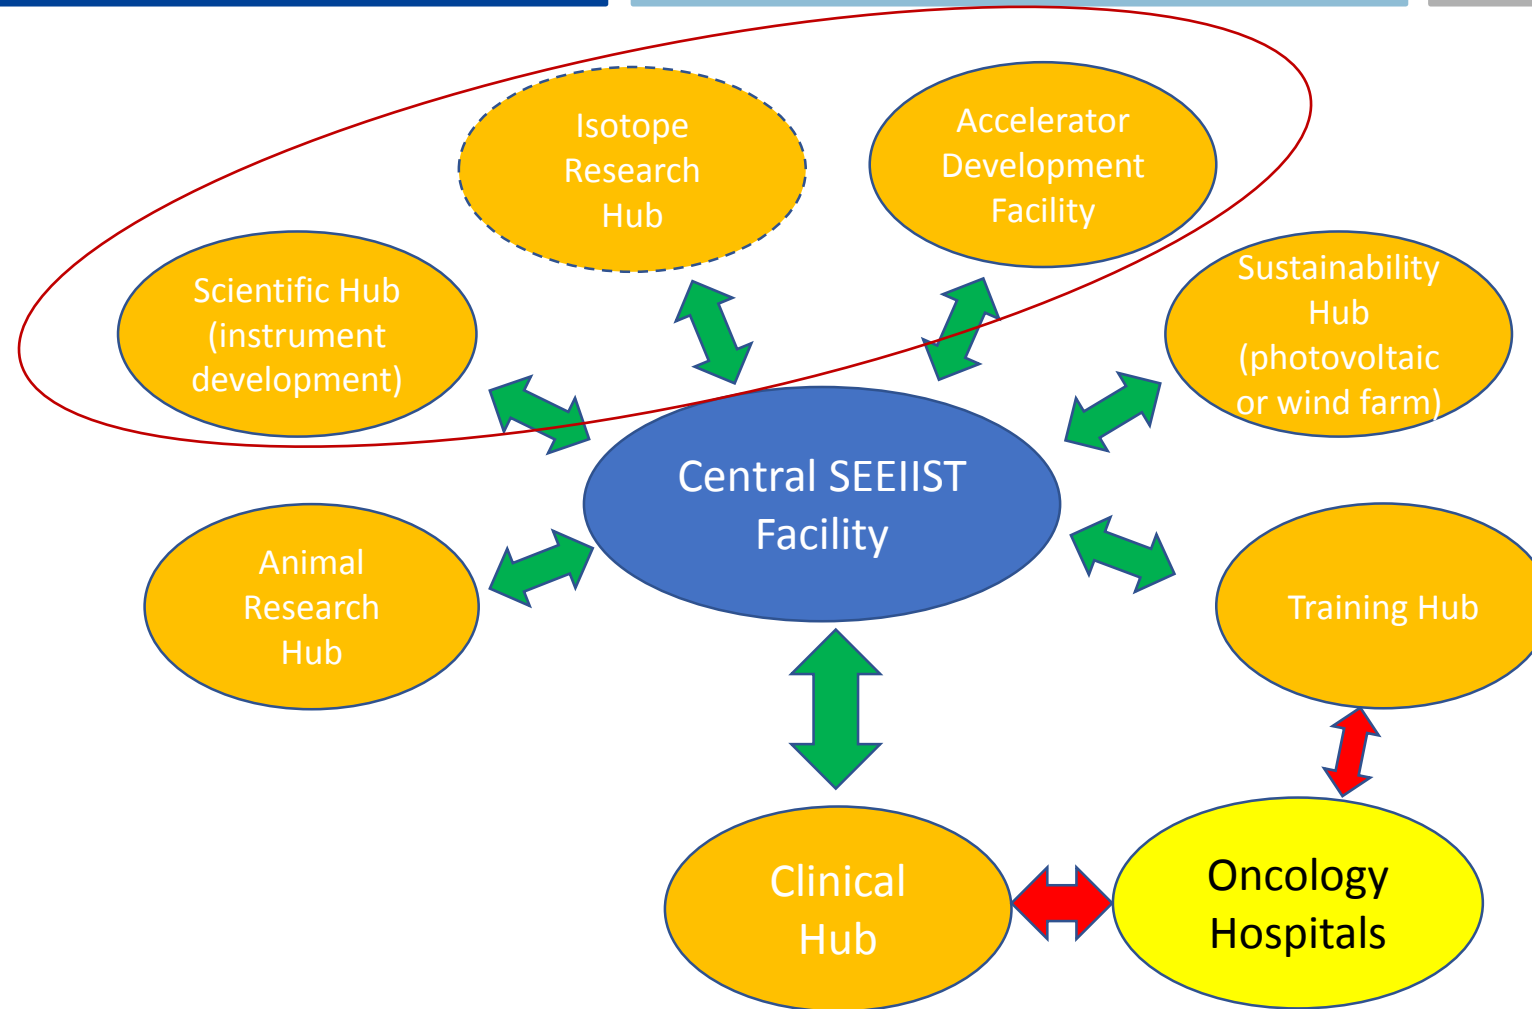 Isotope
Research
Hub
Accelerator
Development
Facility
Scientific Hub
(instrument
development)
Sustainability
Hub
(photovoltaic
or wind farm)
Central SEEIIST
Facility
Animal
Research
Hub
Training Hub
Clinical
Hub
Oncology
Hospitals